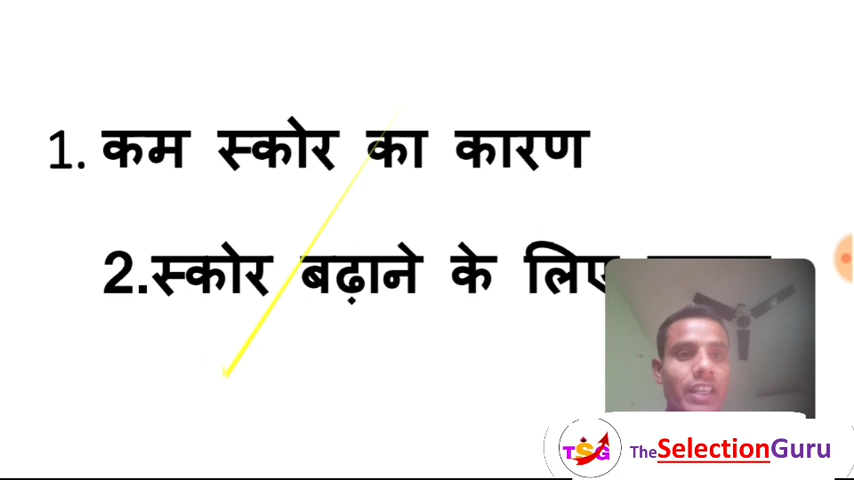 1. कम स्कोर का कारण
2.स्कोर बढ़ाने के लिए
TSG
TheSelectionGuru